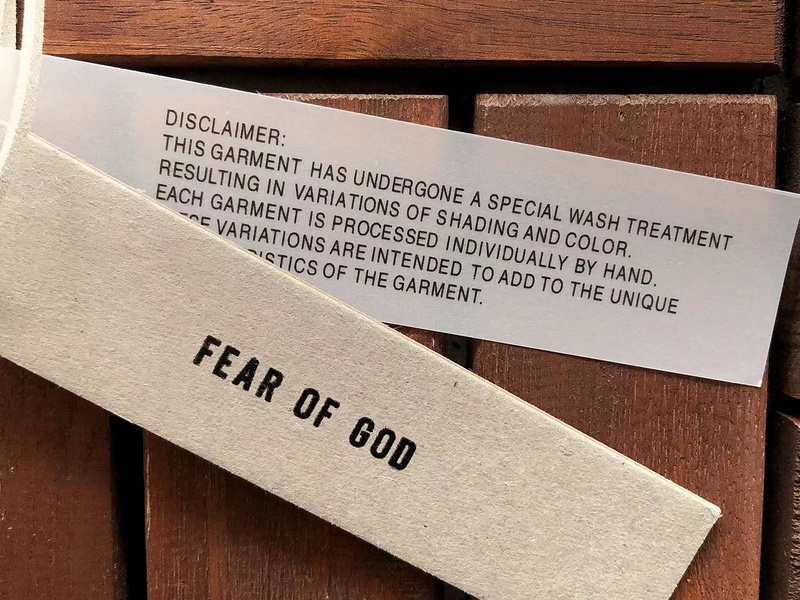 DISCLAIMER:
THIS GARMENT HAS UNDERGONE A SPECIAL WASH TREATMENT
RESULTING IN VARIATIONS OF SHADING AND COLOR.
EACH GARMENT IS PROCESSED INDIVIDUALLY BY HAND.
VARIATIONS ARE INTENDED TO ADD TO THE UNIQUE
OF THE GARMENT.
FEAR OF GOD